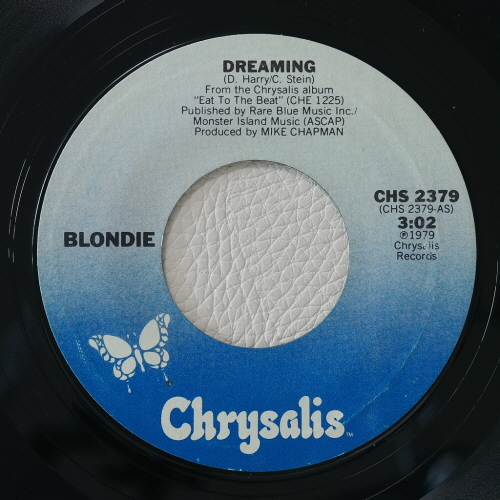 DREAMING
(D. Harry/C. Stein)
From the Chrysalis album
"Eat To The Beat" (CHE 1225)
Published by Rare Blue Music Inc./
Monster Island Music (ASCAP)
Produced by MIKE CHAPMAN
CHS 2379
(CHS 2379-AS)
3:02
℗1979
Chrysalis
Records
BLONDIE
Chrysalis™